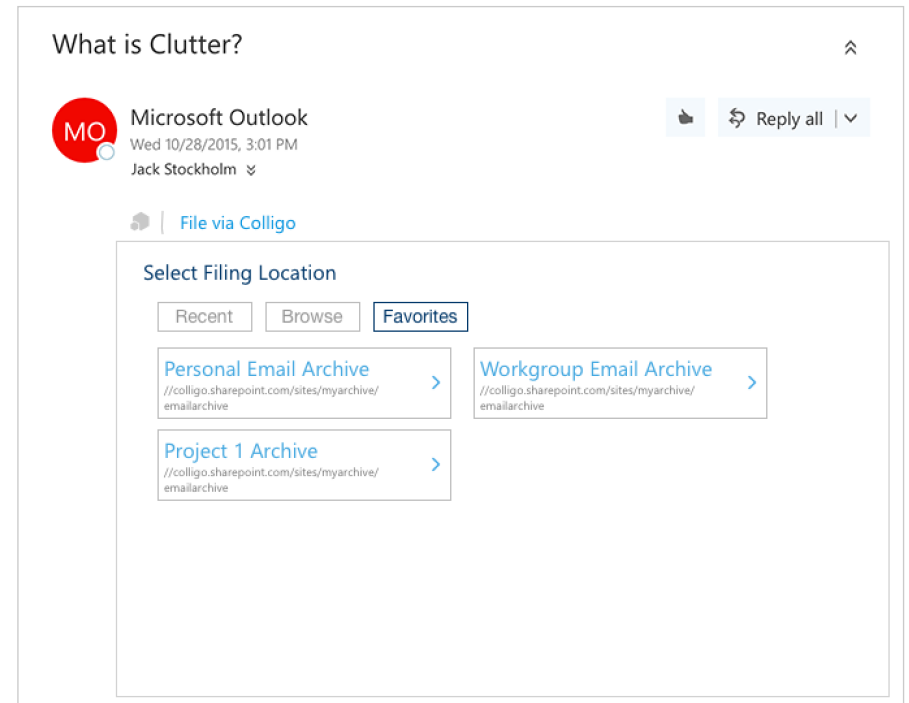 What is Clutter?
MO
Microsoft Outlook
Reply all
Wed 10/28/2015, 3:01 PM
Jack Stockholm
File via Colligo
Select Filing Location
Recent Browse Favorites
Personal Email Archive
//colligo.sharepoint.com/sites/myarchive/
emailarchive
Workgroup Email Archive
//colligo.sharepoint.com/sites/myarchive/
emailarchive
Project 1 Archive
//colligo.sharepoint.com/sites/myarchive/
emailarchive